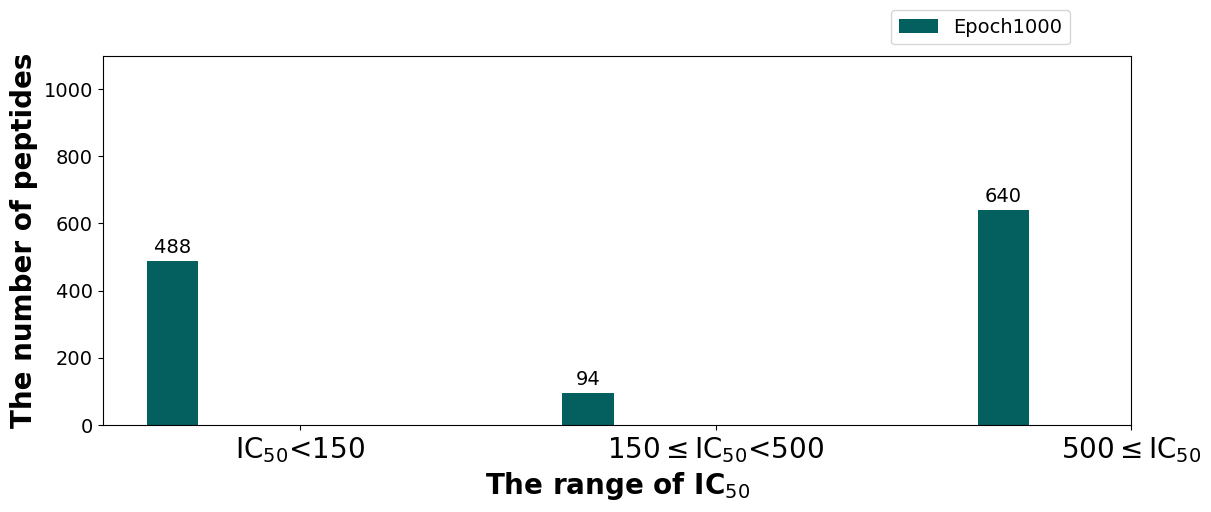 Epoch1000
The number of peptides
1000
800
600
400
200
0
488
94
640
IC₅₀<150
150≤IC₅₀<500
500≤IC₅₀
The range of IC₅₀